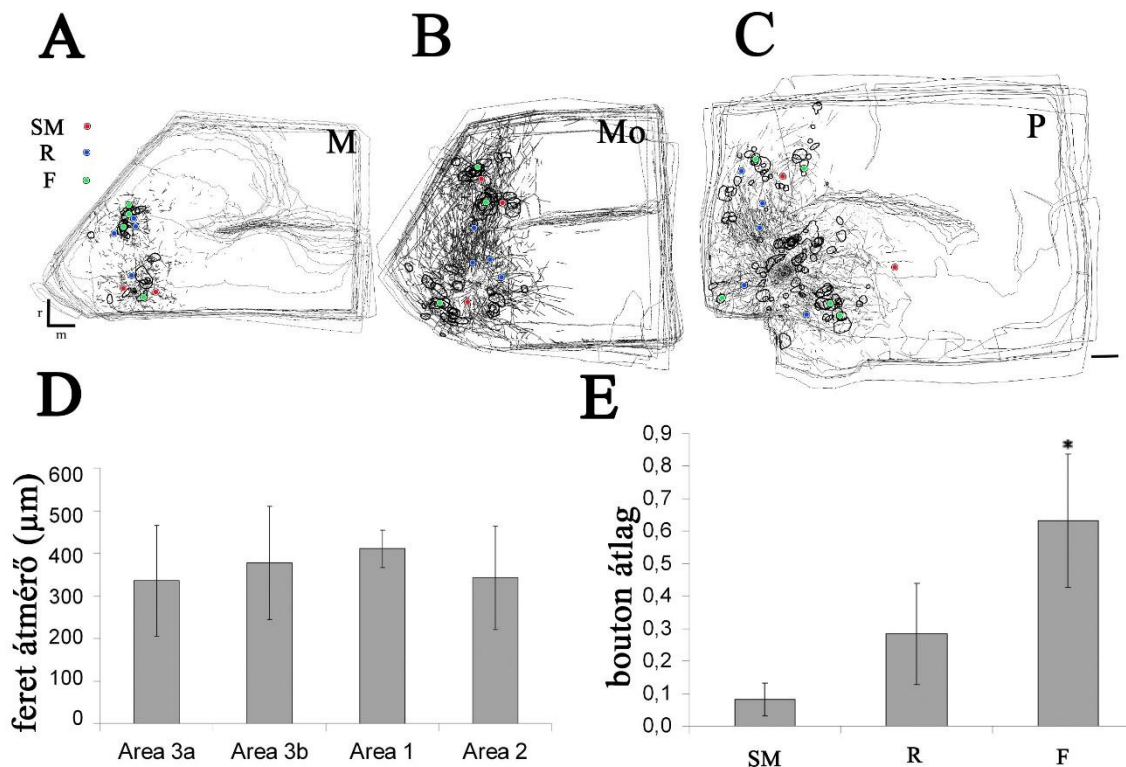 A
B
C
SM
R
F
M
Mo
P
r
m
D
E
feret átmérő (μm)
600
500
400
300
200
100
0
Area 3a
Area 3b
Area 1
Area 2
bouton átlag
0,9
0,8
0,7
0,6
0,5
0,4
0,3
0,2
0,1
0,0
*
SM
R
F